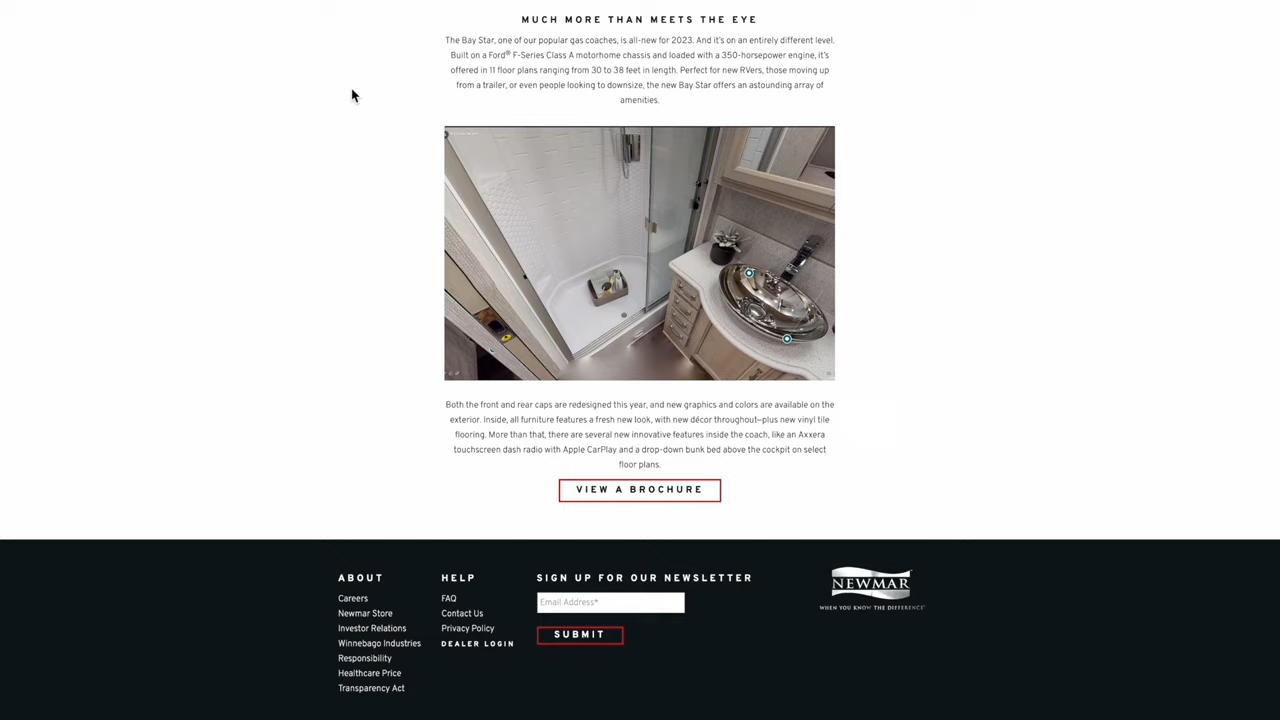 MUCH MORE THAN MEETS THE EYE
The Bay Star, one of our popular gas coaches, is all-new for 2023. And it's on an entirely different level.
Built on a Ford® F-Series Class A motorhome chassis and loaded with a 350-horsepower engine, it's
offered in 11 floor plans ranging from 30 to 38 feet in length. Perfect for new RVers, those moving up
from a trailer, or even people looking to downsize, the new Bay Star offers an astounding array of
amenities.
Both the front and rear caps are redesigned this year, and new graphics and colors are available on the
exterior. Inside, all furniture features a fresh new look, with new décor throughout—plus new vinyl tile
flooring. More than that, there are several new innovative features inside the coach, like an Axxera
touchscreen dash radio with Apple CarPlay and a drop-down bunk bed above the cockpit on select
floor plans.
VIEW A BROCHURE
ABOUT
Careers
Newmar Store
Investor Relations
Winnebago Industries
Responsibility
Healthcare Price
Transparency Act
HELP
FAQ
Contact Us
Privacy Policy
DEALER LOGIN
SIGN UP FOR OUR NEWSLETTER
Email Address*
SUBMIT
NEWMAR
WHEN YOU KNOW THE DIFFERENCE